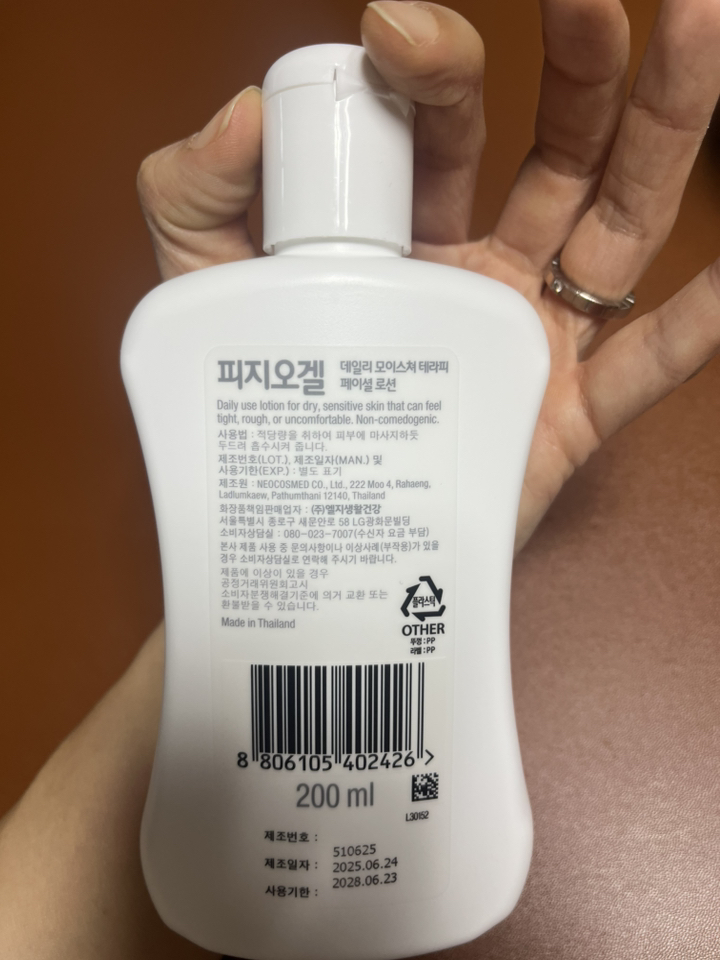 피지오겔 데일리 모이스쳐 테라피
페이셜 로션
Daily use lotion for dry, sensitive skin that can feel
tight, rough, or uncomfortable. Non-comedogenic.
사용법 : 적당량을 취하여 피부에 마사지하듯
두드려 흡수시켜 줍니다.
제조번호(LOT.), 제조일자(MAN.) 및
사용기한(EXP.) : 별도 표기
제조원 : NEOCOSMED CO., Ltd., 222 Moo 4, Rahaeng,
Ladlumkaew, Pathumthani 12140, Thailand
화장품책임판매업자 : (주)엘지생활건강
서울특별시 종로구 새문안로 58 LG광화문빌딩
소비자상담실 : 080-023-7007(수신자 요금 부담)
본사 제품 사용 중 문의사항이나 이상사례(부작용)가 있을
경우 소비자상담실로 연락해 주시기 바랍니다.
제품에 이상이 있을 경우
공정거래위원회고시
소비자분쟁해결기준에 의거 교환 또는
환불받을 수 있습니다.
Made in Thailand
플라스틱
OTHER
뚜껑 : PP
라벨 : PP
8 806105 402426 >
200 ml
L30152
제조번호 : 510625
제조일자 : 2025.06.24
사용기한 : 2028.06.23